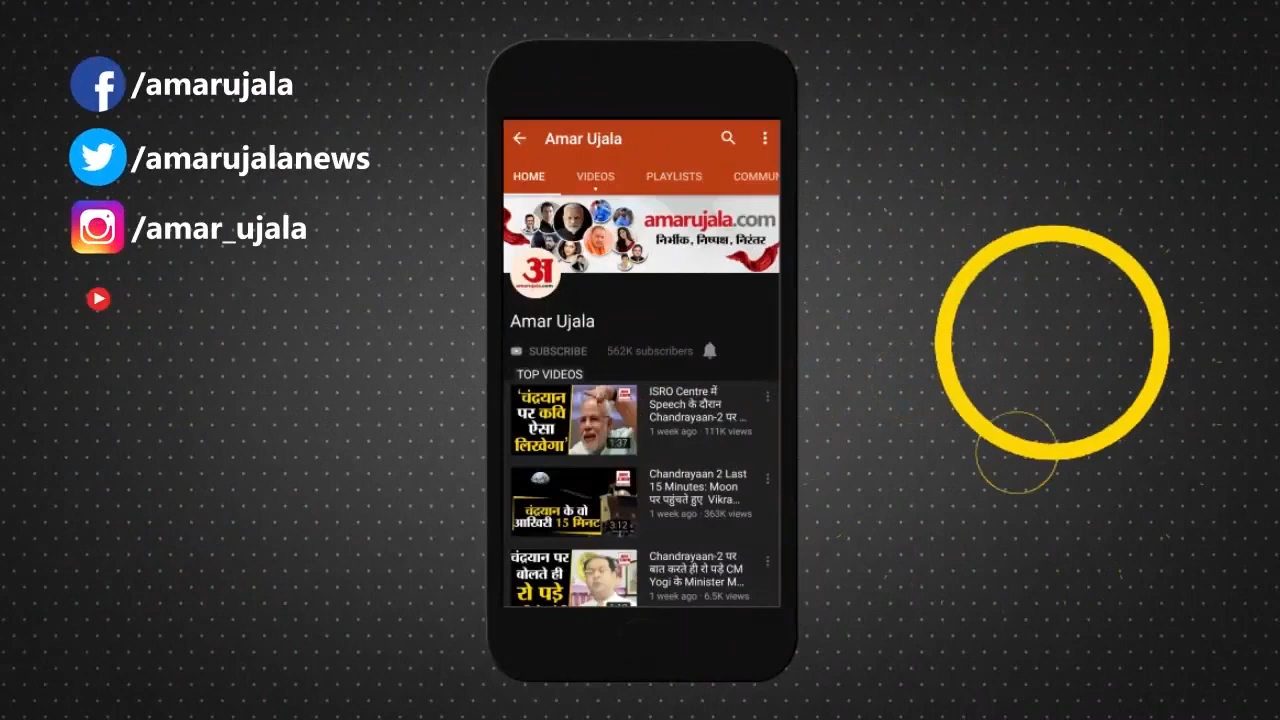 /amarujala
/amarujalanews
/amar_ujala
Amar Ujala
HOME VIDEOS PLAYLISTS COMMUN
amarujala.com
निर्भीक, निष्पक्ष, निरंतर
अ
amarujala.com
Amar Ujala
SUBSCRIBE 562K subscribers
TOP VIDEOS
'चंद्रयान
पर कवि
ऐसा
लिखेगा'
1:37
ISRO Centre में
Speech के दौरान
Chandrayaan-2 पर ...
1 week ago · 111K views
चंद्रयान के वो
आखिरी 15 मिनट
3:12
Chandrayaan 2 Last
15 Minutes: Moon
पर पहुंचते हुए Vikra...
1 week ago · 363K views
चंद्रयान पर
बोलते ही
रो पड़े
Chandrayaan-2 पर
बात करते ही रो पड़े CM
Yogi के Minister M...
1 week ago · 6.5K views